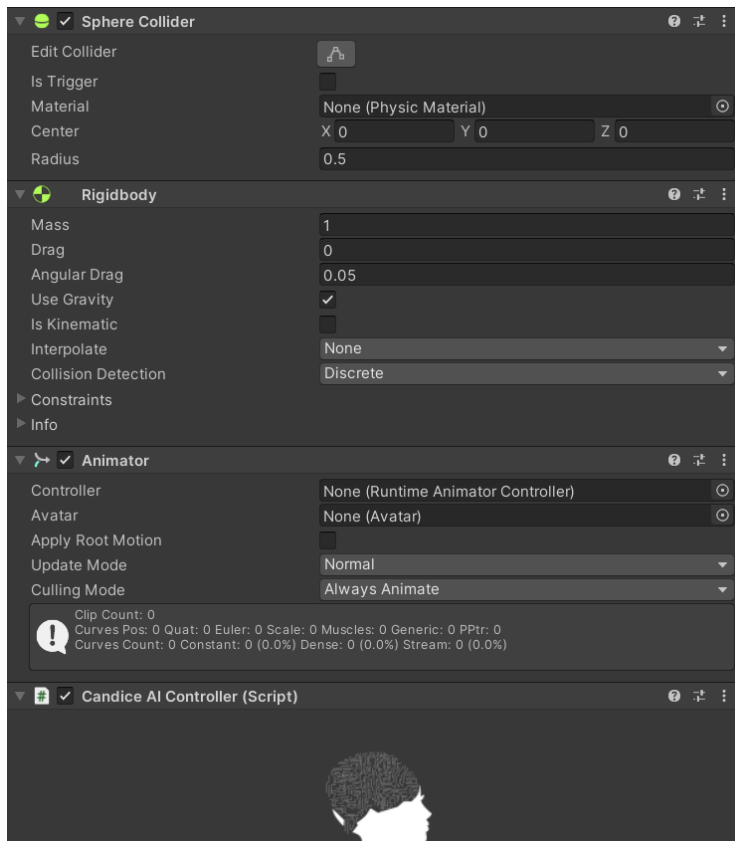 Sphere Collider
Edit Collider
Is Trigger
Material None (Physic Material)
Center X 0 Y 0 Z 0
Radius 0.5
Rigidbody
Mass 1
Drag 0
Angular Drag 0.05
Use Gravity
Is Kinematic
Interpolate None
Collision Detection Discrete
Constraints
Info
Animator
Controller None (Runtime Animator Controller)
Avatar None (Avatar)
Apply Root Motion
Update Mode Normal
Culling Mode Always Animate
Clip Count: 0
Curves Pos: 0 Quat: 0 Euler: 0 Scale: 0 Muscles: 0 Generic: 0 PPtr: 0
Curves Count: 0 Constant: 0 (0.0%) Dense: 0 (0.0%) Stream: 0 (0.0%)
# Candice AI Controller (Script)